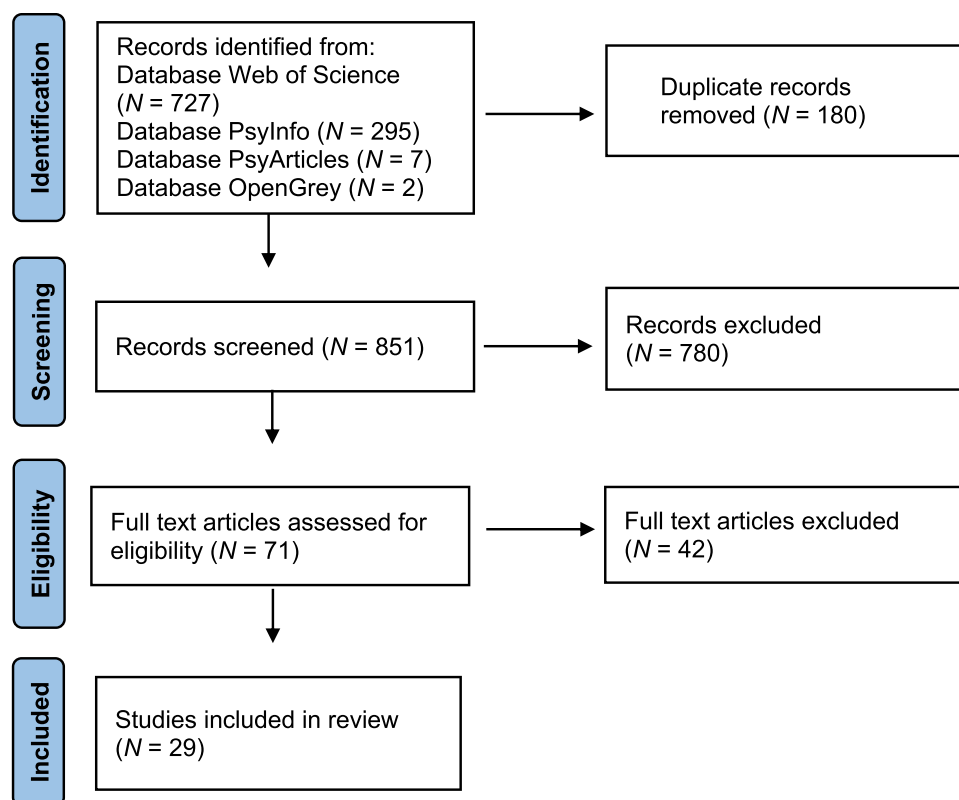 Identification
Records identified from:
Database Web of Science
(N = 727)
Database PsyInfo (N = 295)
Database PsyArticles (N = 7)
Database OpenGrey (N = 2)
Duplicate records
removed (N = 180)
Screening
Records screened (N = 851)
Records excluded
(N = 780)
Eligibility
Full text articles assessed for
eligibility (N = 71)
Full text articles excluded
(N = 42)
Included
Studies included in review
(N = 29)